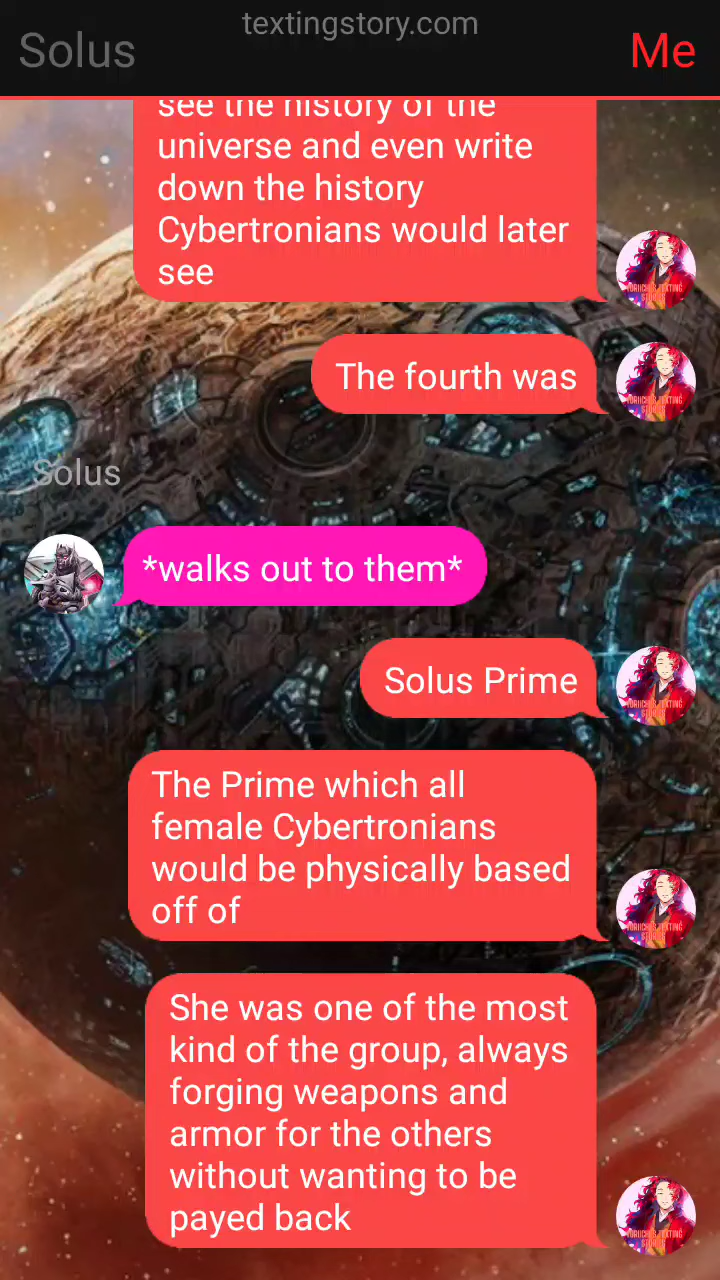 textingstory.com
Solus
Me
see the history of the
universe and even write
down the history
Cybertronians would later
see
The fourth was
Solus
*walks out to them*
Solus Prime
The Prime which all
female Cybertronians
would be physically based
off of
She was one of the most
kind of the group, always
forging weapons and
armor for the others
without wanting to be
payed back